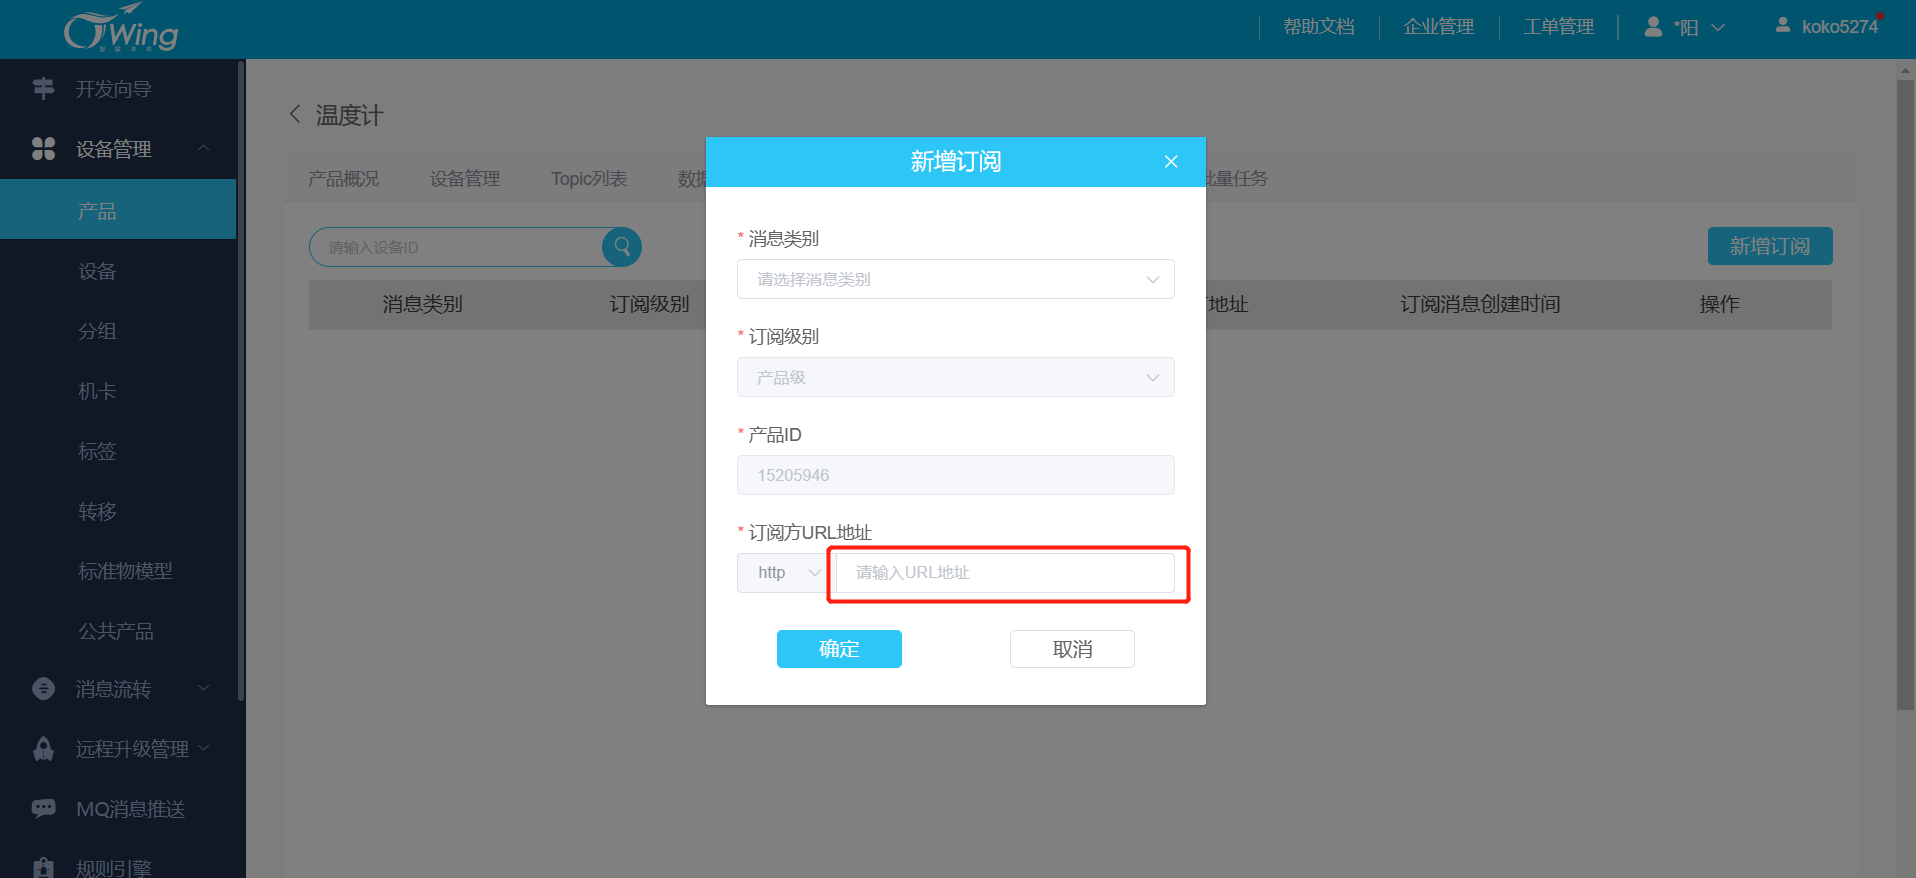 Wing
帮助文档
企业管理
工单管理
*阳
koko5274
开发向导
设备管理
产品
设备
分组
机卡
标签
转移
标准物模型
公共产品
消息流转
远程升级管理
MQ消息推送
规则引擎
温度计
产品概况
设备管理
Topic列表
数据
批量任务
请输入设备ID
新增订阅
消息类别
订阅级别
地址
订阅消息创建时间
操作
新增订阅
* 消息类别
请选择消息类别
* 订阅级别
产品级
* 产品ID
15205946
* 订阅方URL地址
http
请输入URL地址
确定
取消